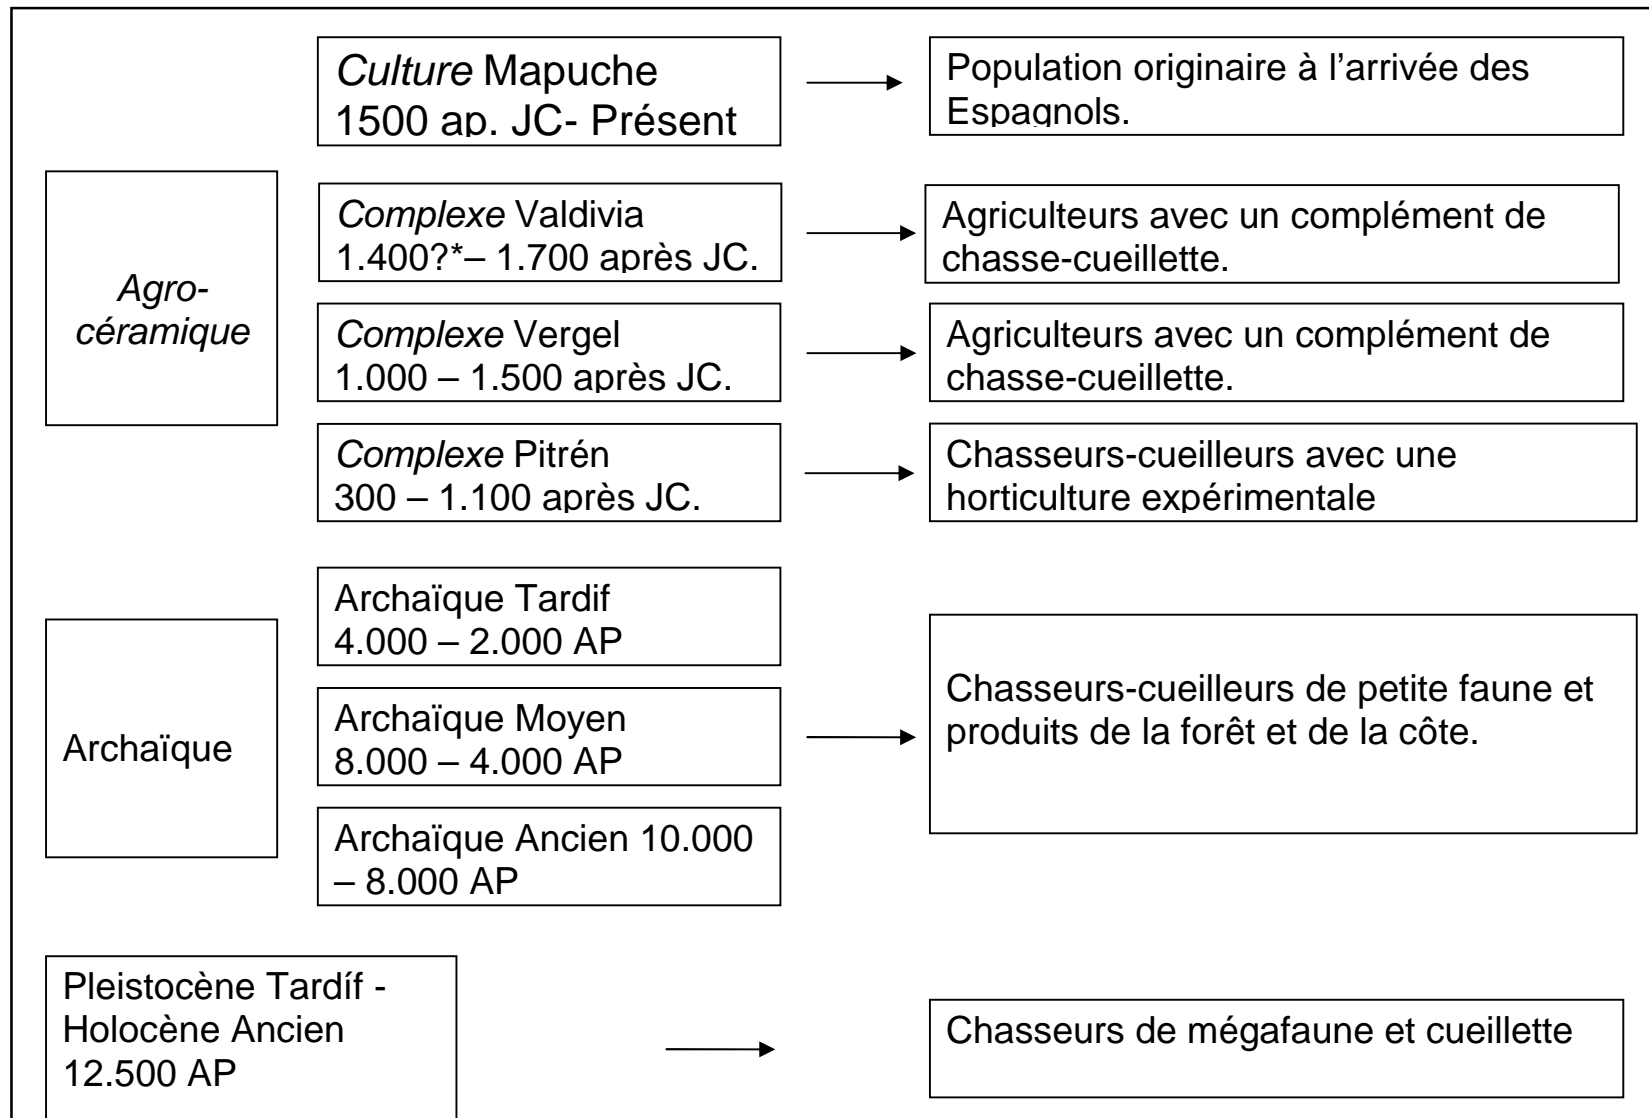 Culture Mapuche
1500 ap. JC- Présent
Population originaire à l’arrivée des
Espagnols.
Agro-
céramique
Complexe Valdivia
1.400?*– 1.700 après JC.
Agriculteurs avec un complément de
chasse-cueillette.
Complexe Vergel
1.000 – 1.500 après JC.
Agriculteurs avec un complément de
chasse-cueillette.
Complexe Pitrén
300 – 1.100 après JC.
Chasseurs-cueilleurs avec une
horticulture expérimentale
Archaïque
Archaïque Tardif
4.000 – 2.000 AP
Archaïque Moyen
8.000 – 4.000 AP
Archaïque Ancien 10.000
– 8.000 AP
Chasseurs-cueilleurs de petite faune et
produits de la forêt et de la côte.
Pleistocène Tardíf -
Holocène Ancien
12.500 AP
Chasseurs de mégafaune et cueillette